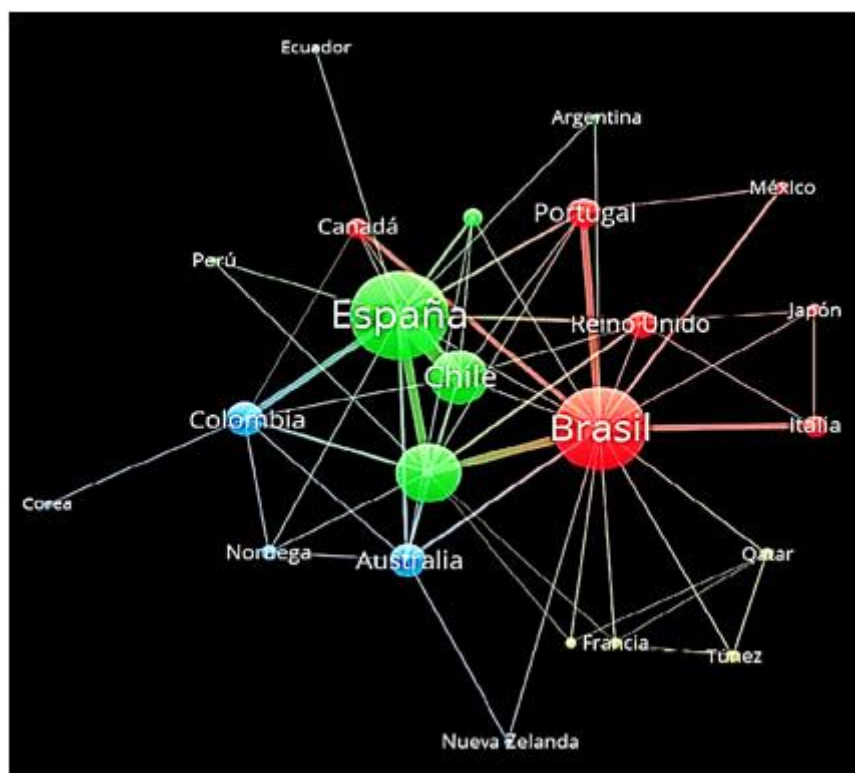 Ecuador
Argentina
México
Canadá
Portugal
Perú
España
Reino Unido
Japón
Chile
Colombia
Brasil
Italia
Corea
Noruega
Australia
Qatar
Francia
Túnez
Nueva Zelanda